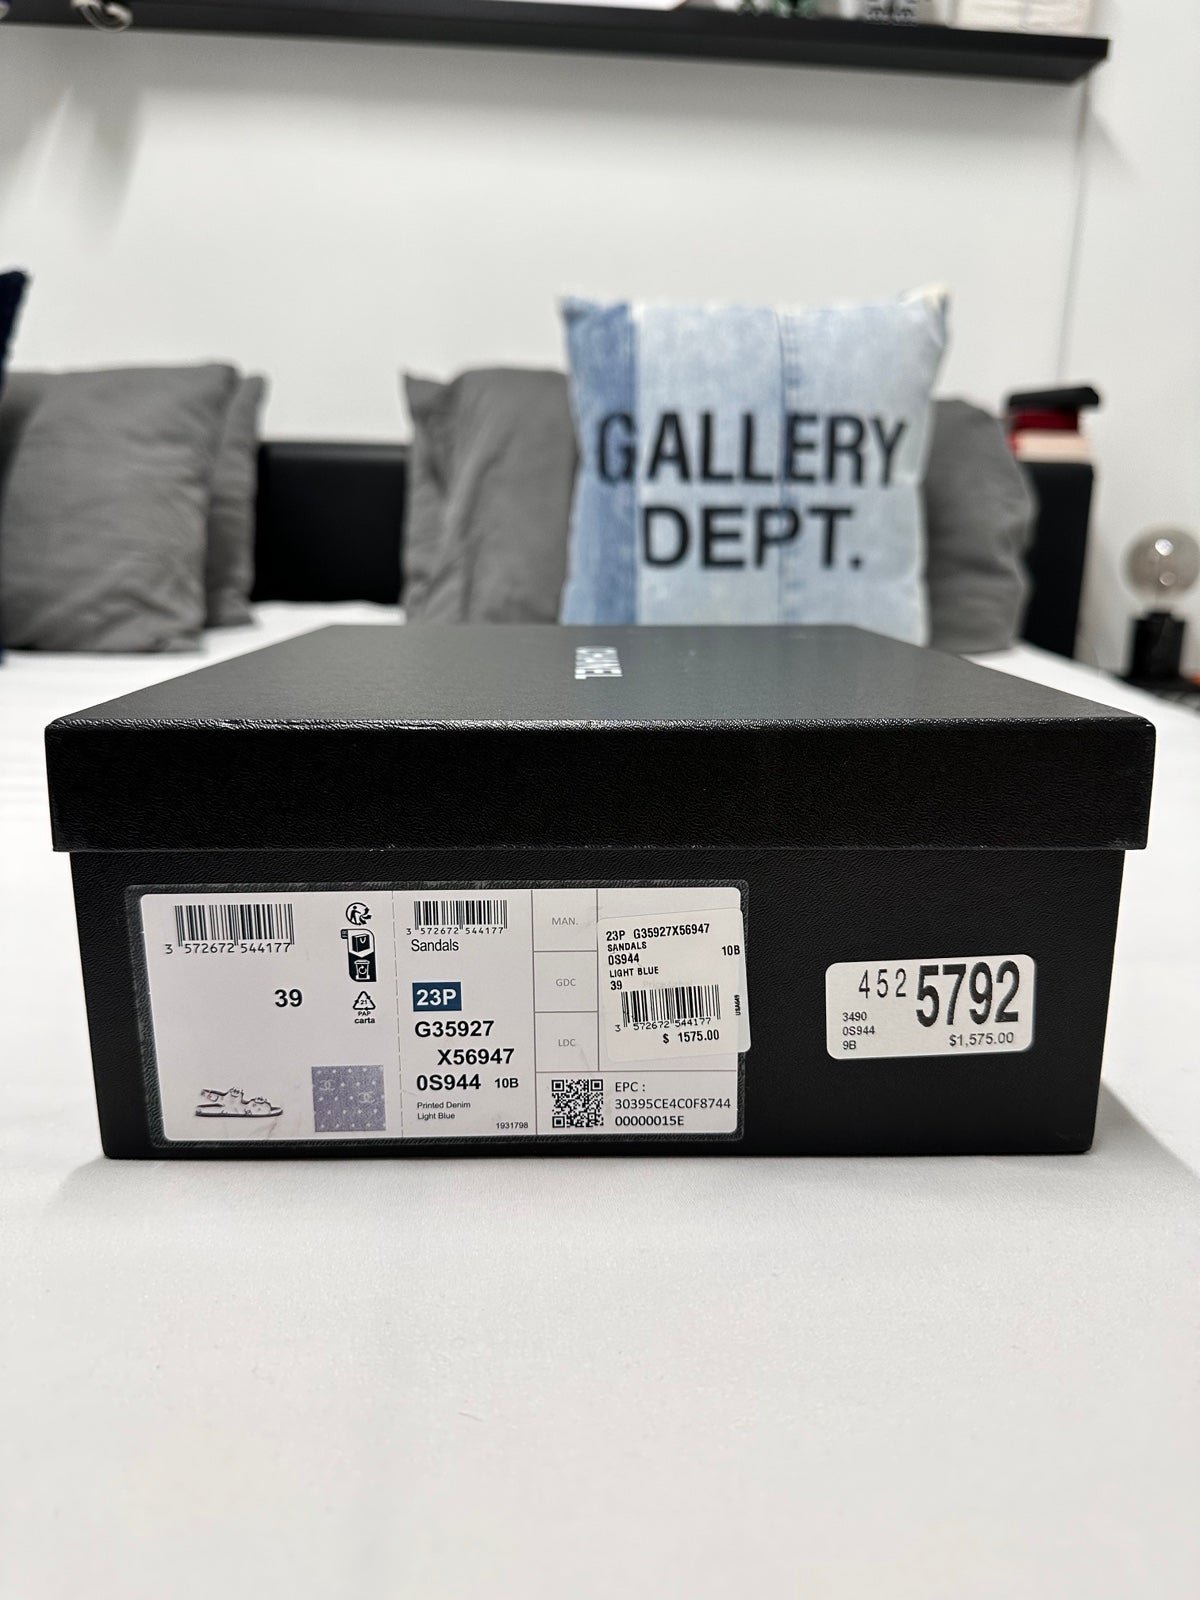 GALLERY
DEPT.
CHANEL
3 572672 544177
39
21
PAP
carta
3 572672 544177
Sandals
23P
G35927
X56947
0S944 10B
Printed Denim
Light Blue
1931798
MAN.
GDC
LDC
23P G35927X56947
SANDALS 10B
0S944
LIGHT BLUE
39
3 572672 544177
$ 1575.00
EPC :
30395CE4C0F8744
00000015E
452 5792
3490
0S944
9B $1,575.00